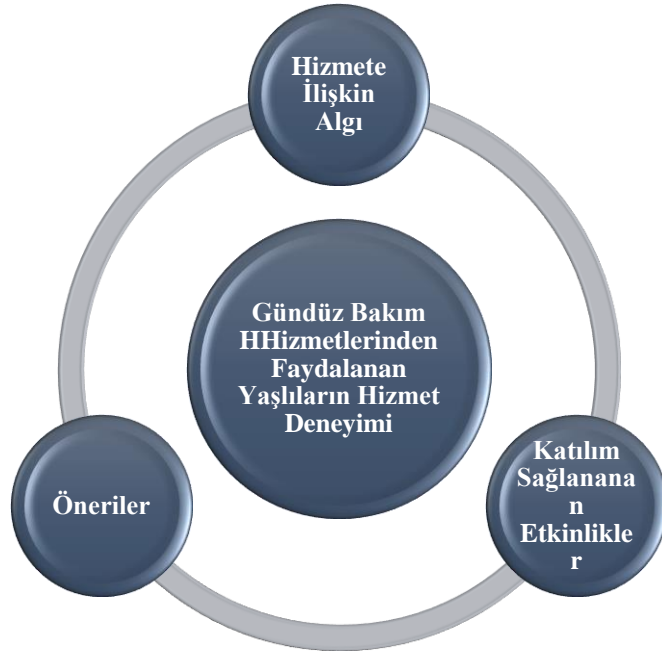 Hizmete
İlişkin
Algı
Gündüz Bakım
HHizmetlerinden
Faydalanan
Yaşlıların Hizmet
Deneyimi
Öneriler
Katılım
Sağlanana
n
Etkinlikle
r